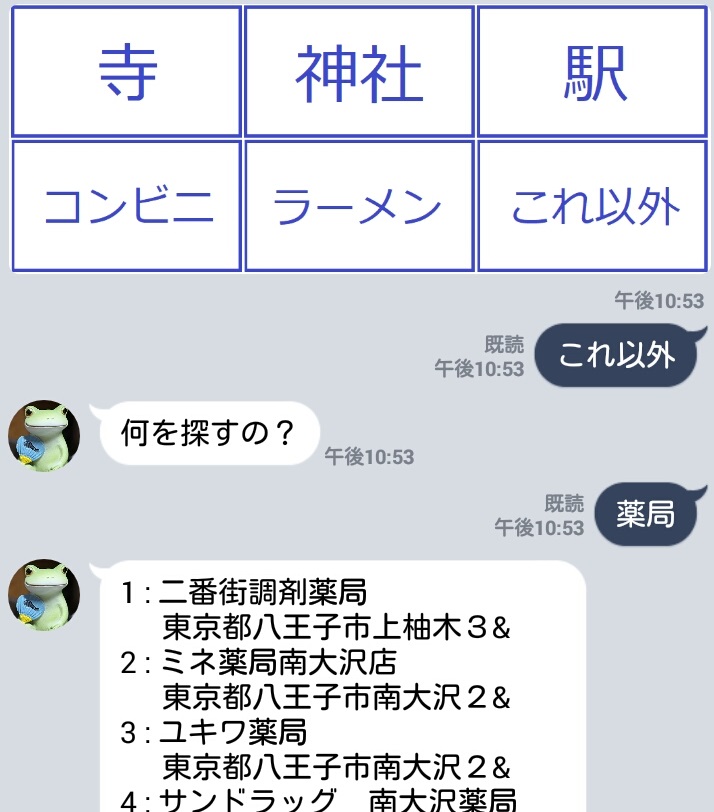 寺 神社 駅
コンビニ ラーメン これ以外
午後10:53
既読
午後10:53
これ以外
何を探すの？
午後10:53
既読
午後10:53
薬局
1 : 二番街調剤薬局
東京都八王子市上柚木３&
2 : ミネ薬局南大沢店
東京都八王子市南大沢２&
3 : ユキワ薬局
東京都八王子市南大沢２&
4 : サンドラッグ　南大沢薬局